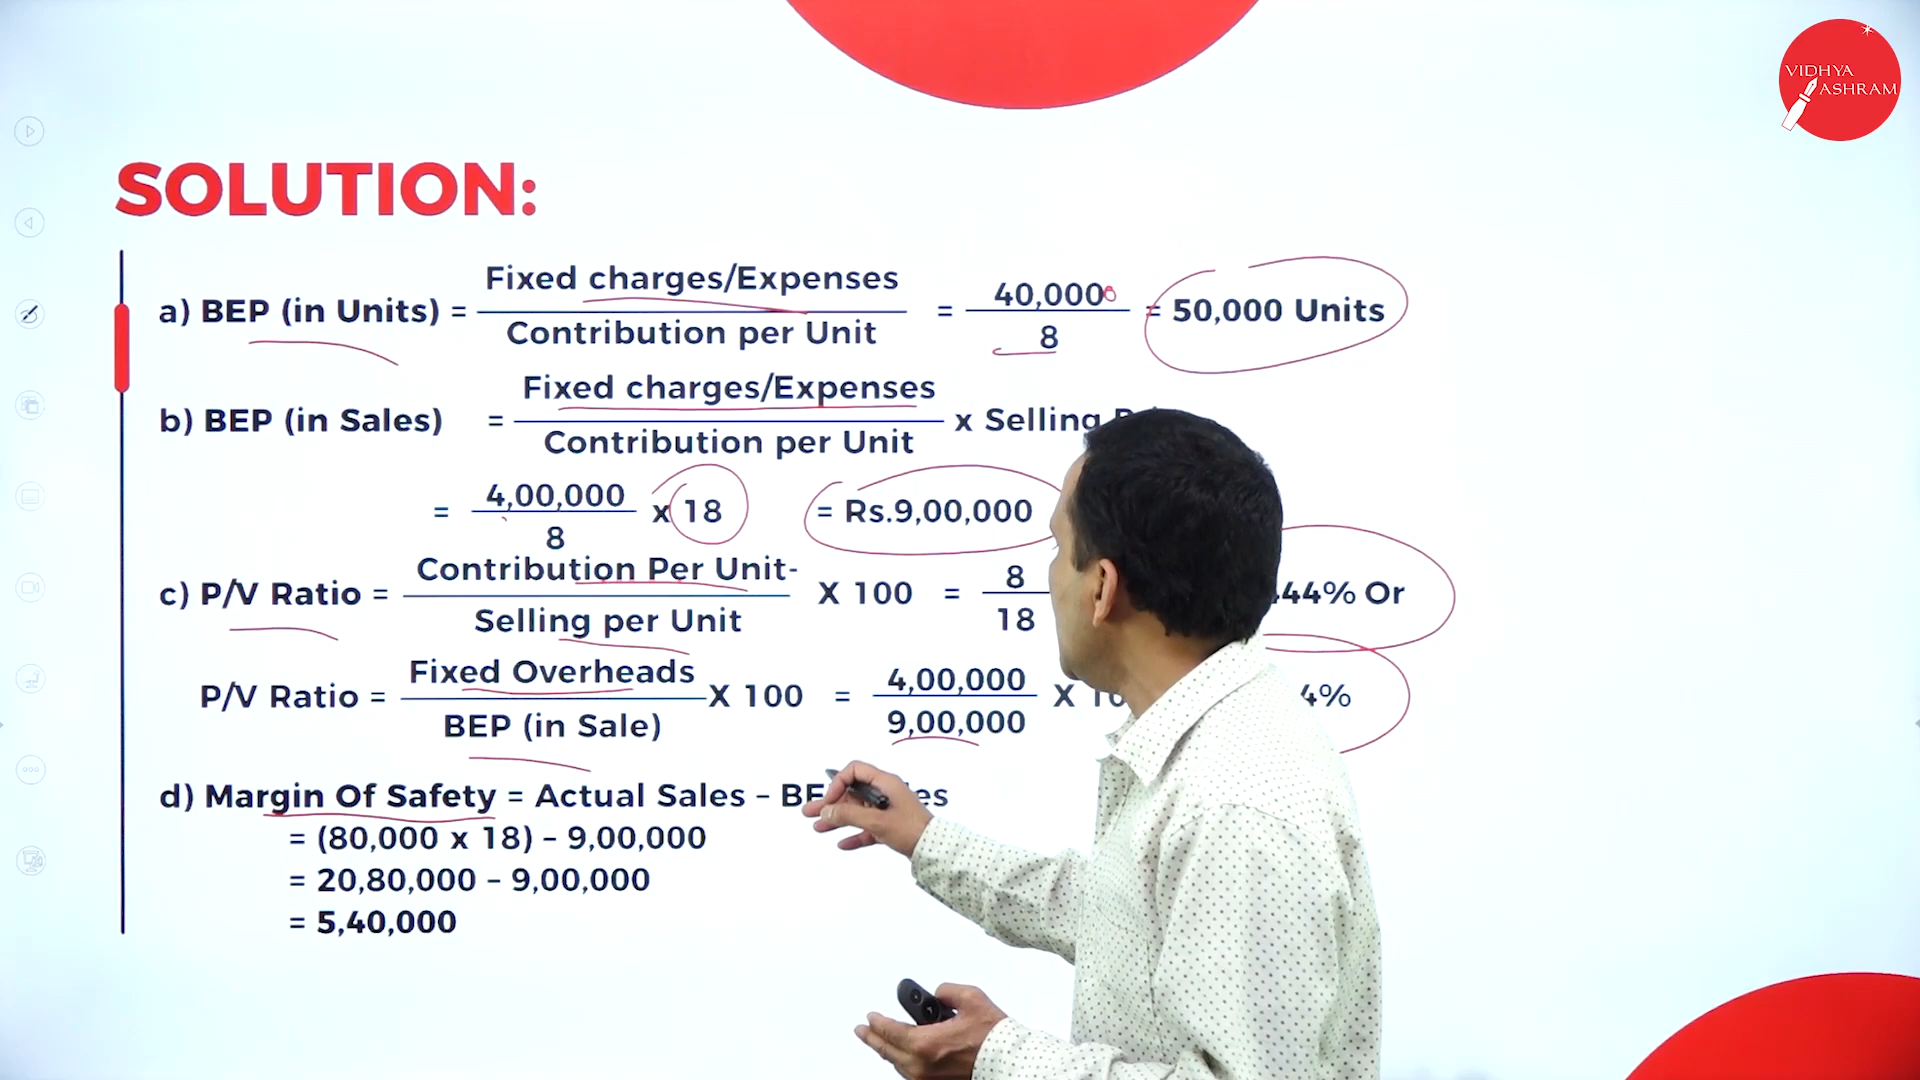 VIDHYA
ASHRAM
SOLUTION:
a) BEP (in Units) = Fixed charges/Expenses / Contribution per Unit = 40,0000 / 8 = 50,000 Units
b) BEP (in Sales) = Fixed charges/Expenses / Contribution per Unit x Selling
= 4,00,000 / 8 x 18 = Rs.9,00,000
c) P/V Ratio = Contribution Per Unit- / Selling per Unit X 100 = 8 / 18 .44% Or
P/V Ratio = Fixed Overheads / BEP (in Sale) X 100 = 4,00,000 / 9,00,000 X 4%
d) Margin Of Safety = Actual Sales –
= (80,000 x 18) – 9,00,000
= 20,80,000 – 9,00,000
= 5,40,000